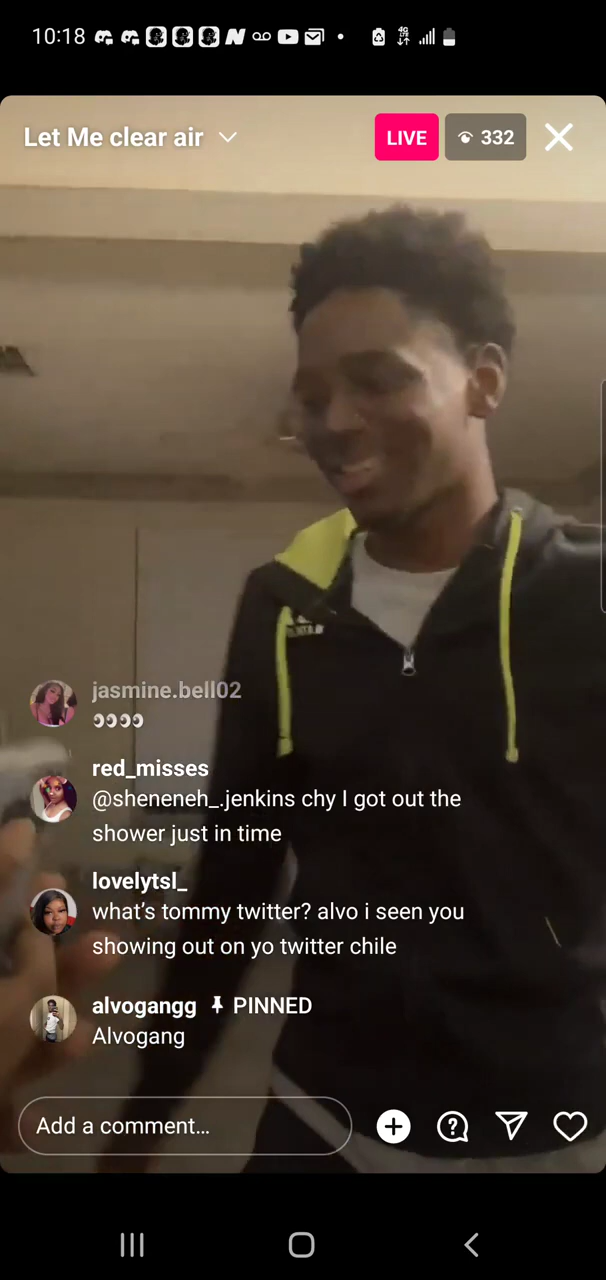 10:18
4G
LTE
Let Me clear air
LIVE
332
jasmine.bell02
👀👀
red_misses
@sheneneh_.jenkins chy I got out the
shower just in time
lovelytsl_
what's tommy twitter? alvo i seen you
showing out on yo twitter chile
alvogangg PINNED
Alvogang
Add a comment...